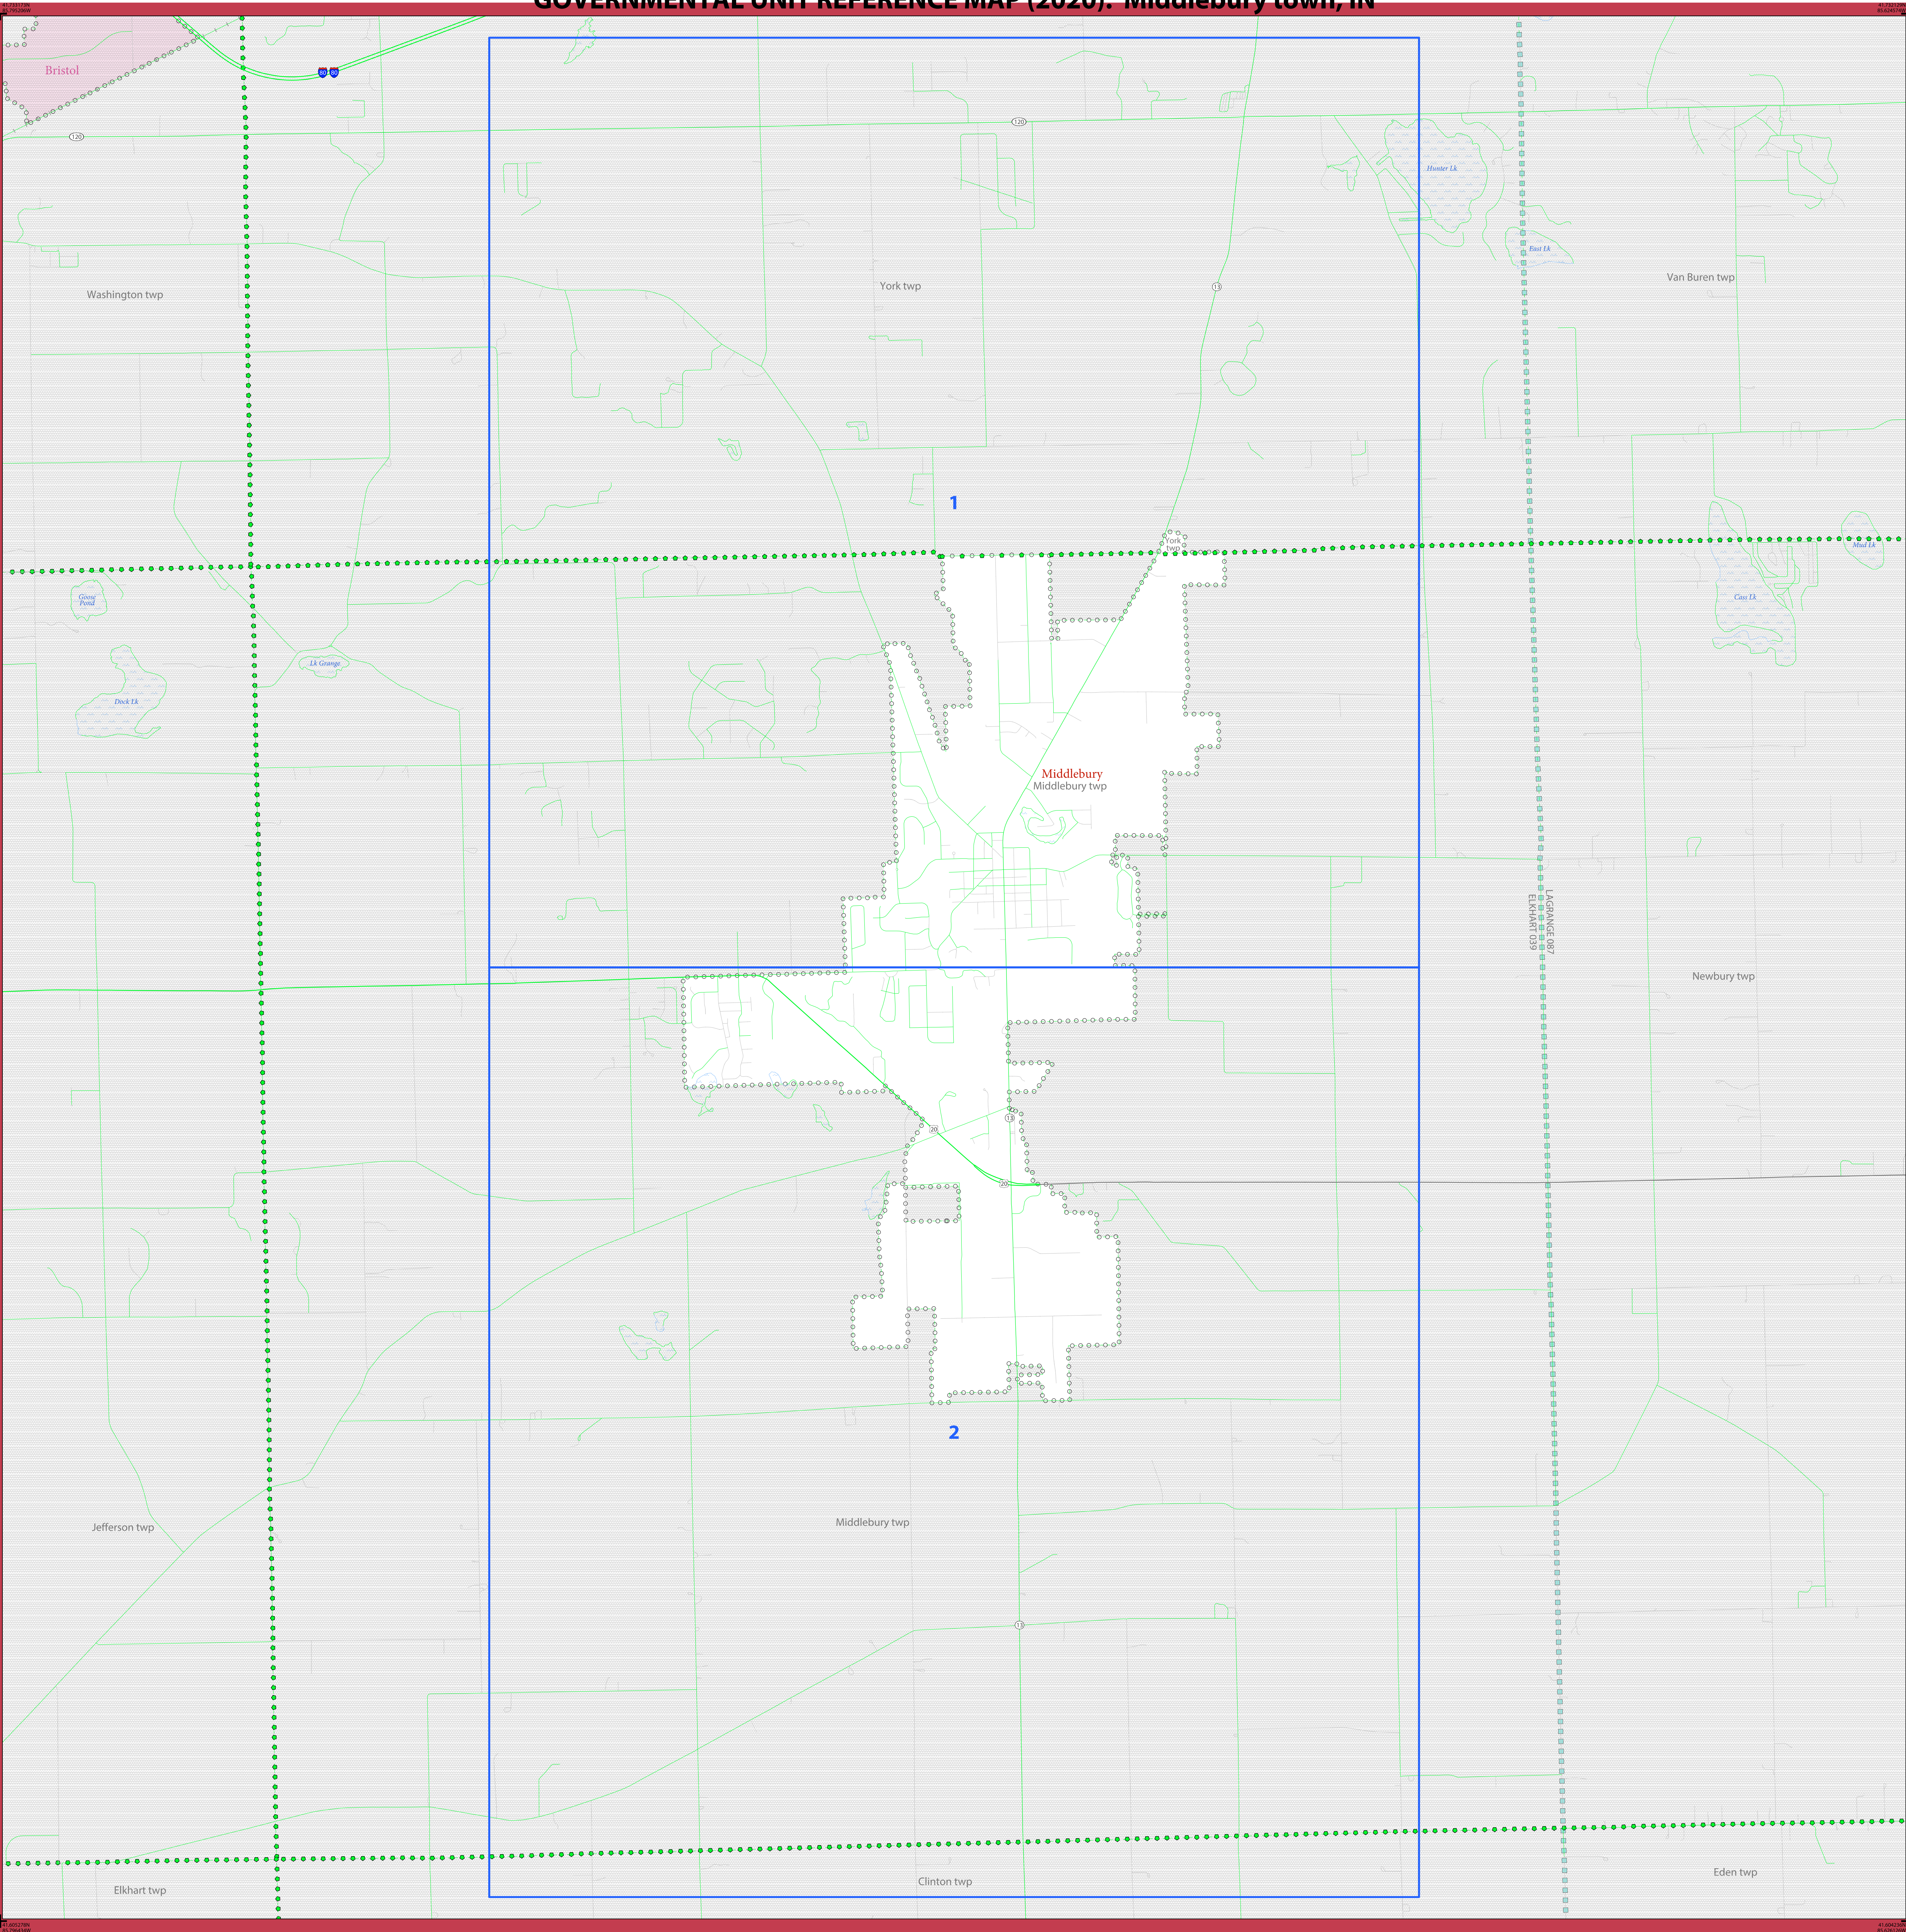 GOVERNMENTAL UNIT REFERENCE MAP (2020): Middlebury town, IN
Bristol
80 80
120
120
Hunter Lk
East Lk
Washington twp
York twp
13
Van Buren twp
1
York
twp
Mud Lk
Goose
Pond
Cass Lk
Lk Grange
Dock Lk
Middlebury
Middlebury twp
LAGRANGE 087
ELKHART 039
Newbury twp
13
20
20
2
Jefferson twp
Middlebury twp
13
Elkhart twp
Clinton twp
Eden twp